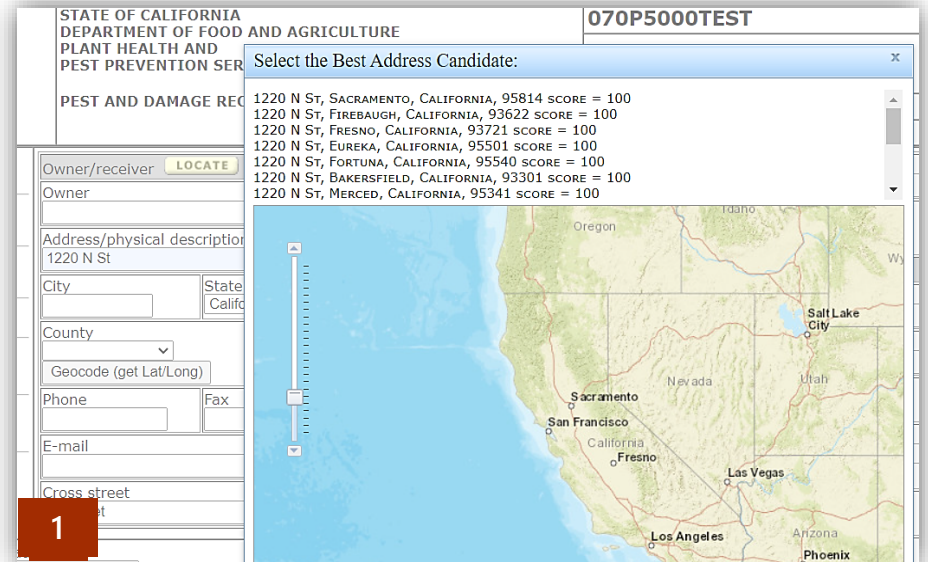 STATE OF CALIFORNIA
DEPARTMENT OF FOOD AND AGRICULTURE
PLANT HEALTH AND
PEST PREVENTION SER
PEST AND DAMAGE REC
070P5000TEST
Select the Best Address Candidate:
x
1220 N St, Sacramento, California, 95814 score = 100
1220 N St, Firebaugh, California, 93622 score = 100
1220 N St, Fresno, California, 93721 score = 100
1220 N St, Eureka, California, 95501 score = 100
1220 N St, Fortuna, California, 95540 score = 100
1220 N St, Bakersfield, California, 93301 score = 100
1220 N St, Merced, California, 95341 score = 100
Owner/receiver LOCATE
Owner
Address/physical description
1220 N St
City State
Califo
County
Geocode (get Lat/Long)
Phone Fax
E-mail
Cross street
et
1
Idaho
Oregon
Wy
Salt Lake
City
Nevada
Utah
Sacramento
San Francisco
California
Fresno
Las Vegas
Los Angeles
Arizona
Phoenix